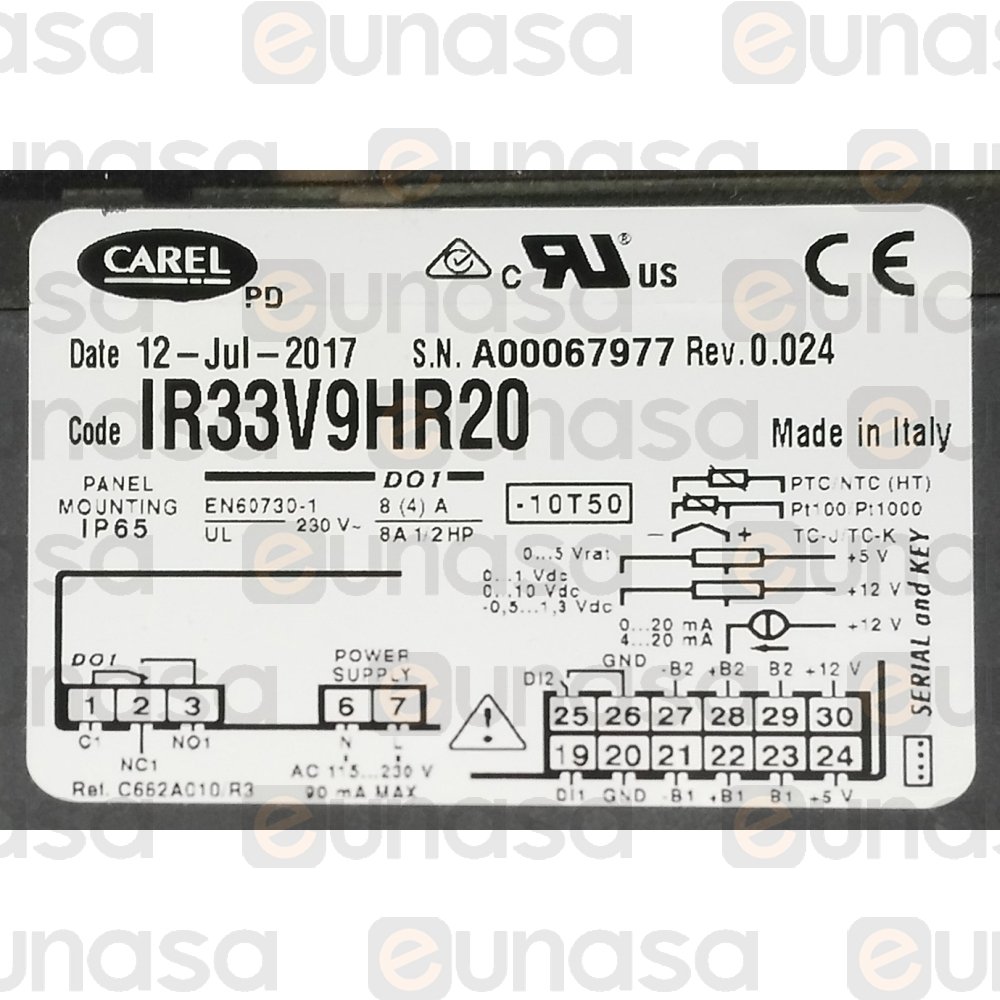 CAREL
PD
C RU ® US
CE
Date 12-Jul-2017 S.N. A00067977 Rev. 0.024
Code IR33V9HR20 Made in Italy
PANEL
MOUNTING
IP65
DO1
EN60730-1 8 (4) A
UL 230 V~ 8A 1/2HP
-10T50
PTC/NTC (HT)
Pt100/Pt1000
- + TC-J/TC-K
0...5 Vrat +5 V
0...1 Vdc
0...10 Vdc +12 V
-0,5...1,3 Vdc
0...20 mA +12 V
4...20 mA
SERIAL and KEY
DO1
POWER
SUPPLY
DI2 GND -B2 +B2 B2 +12 V
1 2 3 6 7 25 26 27 28 29 30
19 20 21 22 23 24
C1 NC1 NO1 N L
DI1 GND -B1 +B1 B1 +5 V
AC 115...230 V
90 mA MAX
Ref. C662A010/R3
eunasa